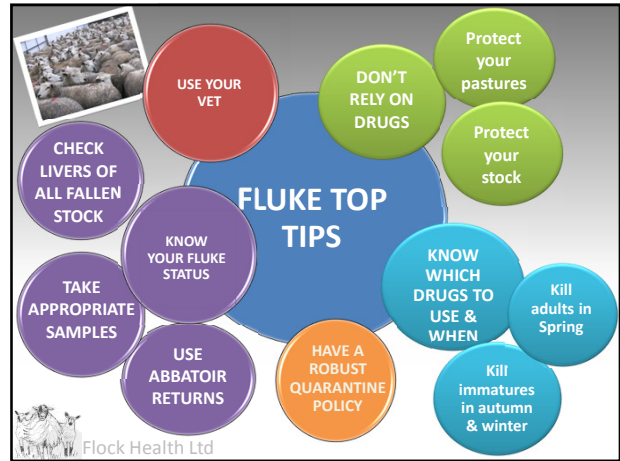 FLUKE TOP
TIPS
USE YOUR
VET
DON'T
RELY ON
DRUGS
Protect
your
pastures
Protect
your
stock
CHECK
LIVERS OF
ALL FALLEN
STOCK
KNOW
YOUR FLUKE
STATUS
TAKE
APPROPRIATE
SAMPLES
USE
ABBATOIR
RETURNS
HAVE A
ROBUST
QUARANTINE
POLICY
KNOW
WHICH
DRUGS TO
USE &
WHEN
Kill
adults in
Spring
Kill
immatures
in autumn
& winter
Flock Health Ltd